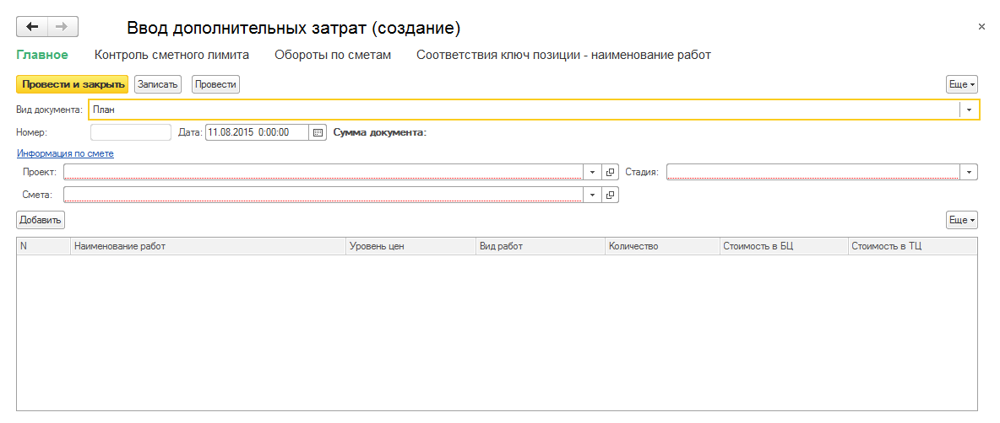 Ввод дополнительных затрат (создание)
Главное Контроль сметного лимита Обороты по сметам Соответствия ключ позиции - наименование работ
Провести и закрыть Записать Провести Еще
Вид документа: План
Номер: Дата: 11.08.2015 0:00:00 Сумма документа:
Информация по смете
Проект: Стадия:
Смета:
Добавить Еще
N Наименование работ Уровень цен Вид работ Количество Стоимость в БЦ Стоимость в ТЦ